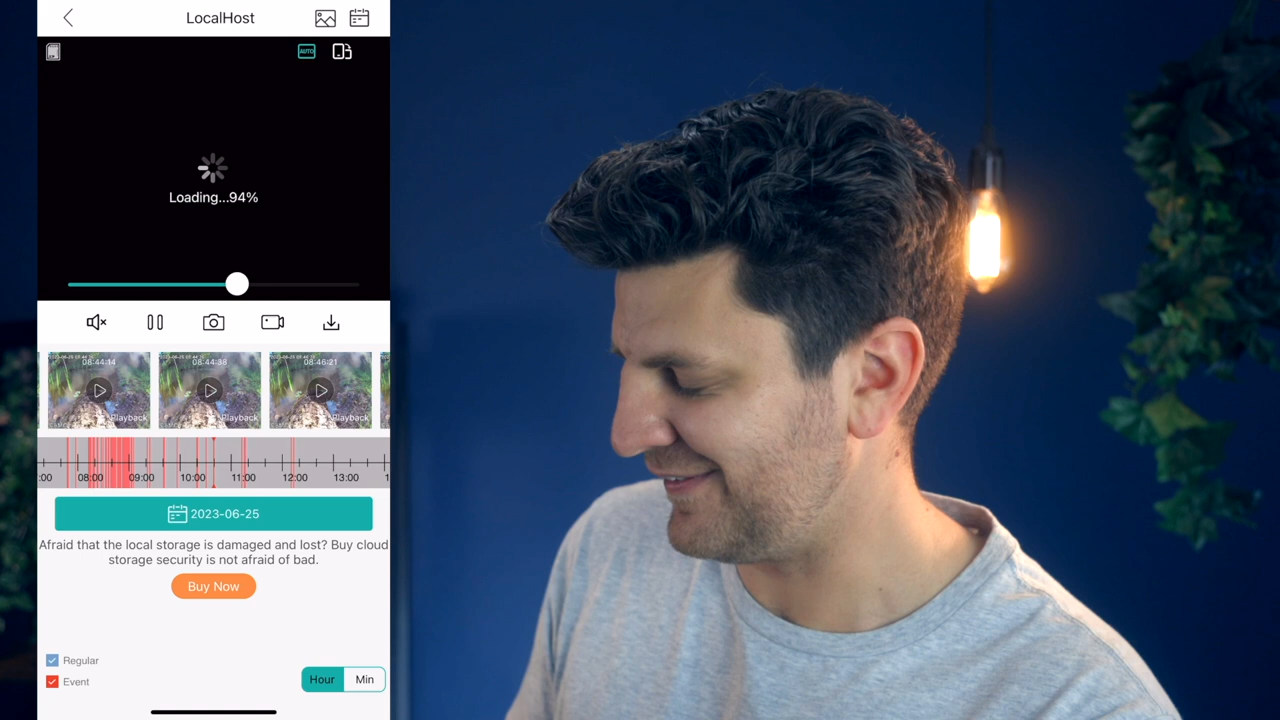 LocalHost
AUTO
Loading...94%
08:44:14
08:44:38
08:46:21
Playback
Playback
Playback
:00
08:00
09:00
10:00
11:00
12:00
13:00
1
2023-06-25
Afraid that the local storage is damaged and lost? Buy cloud
storage security is not afraid of bad.
Buy Now
Regular
Event
Hour
Min